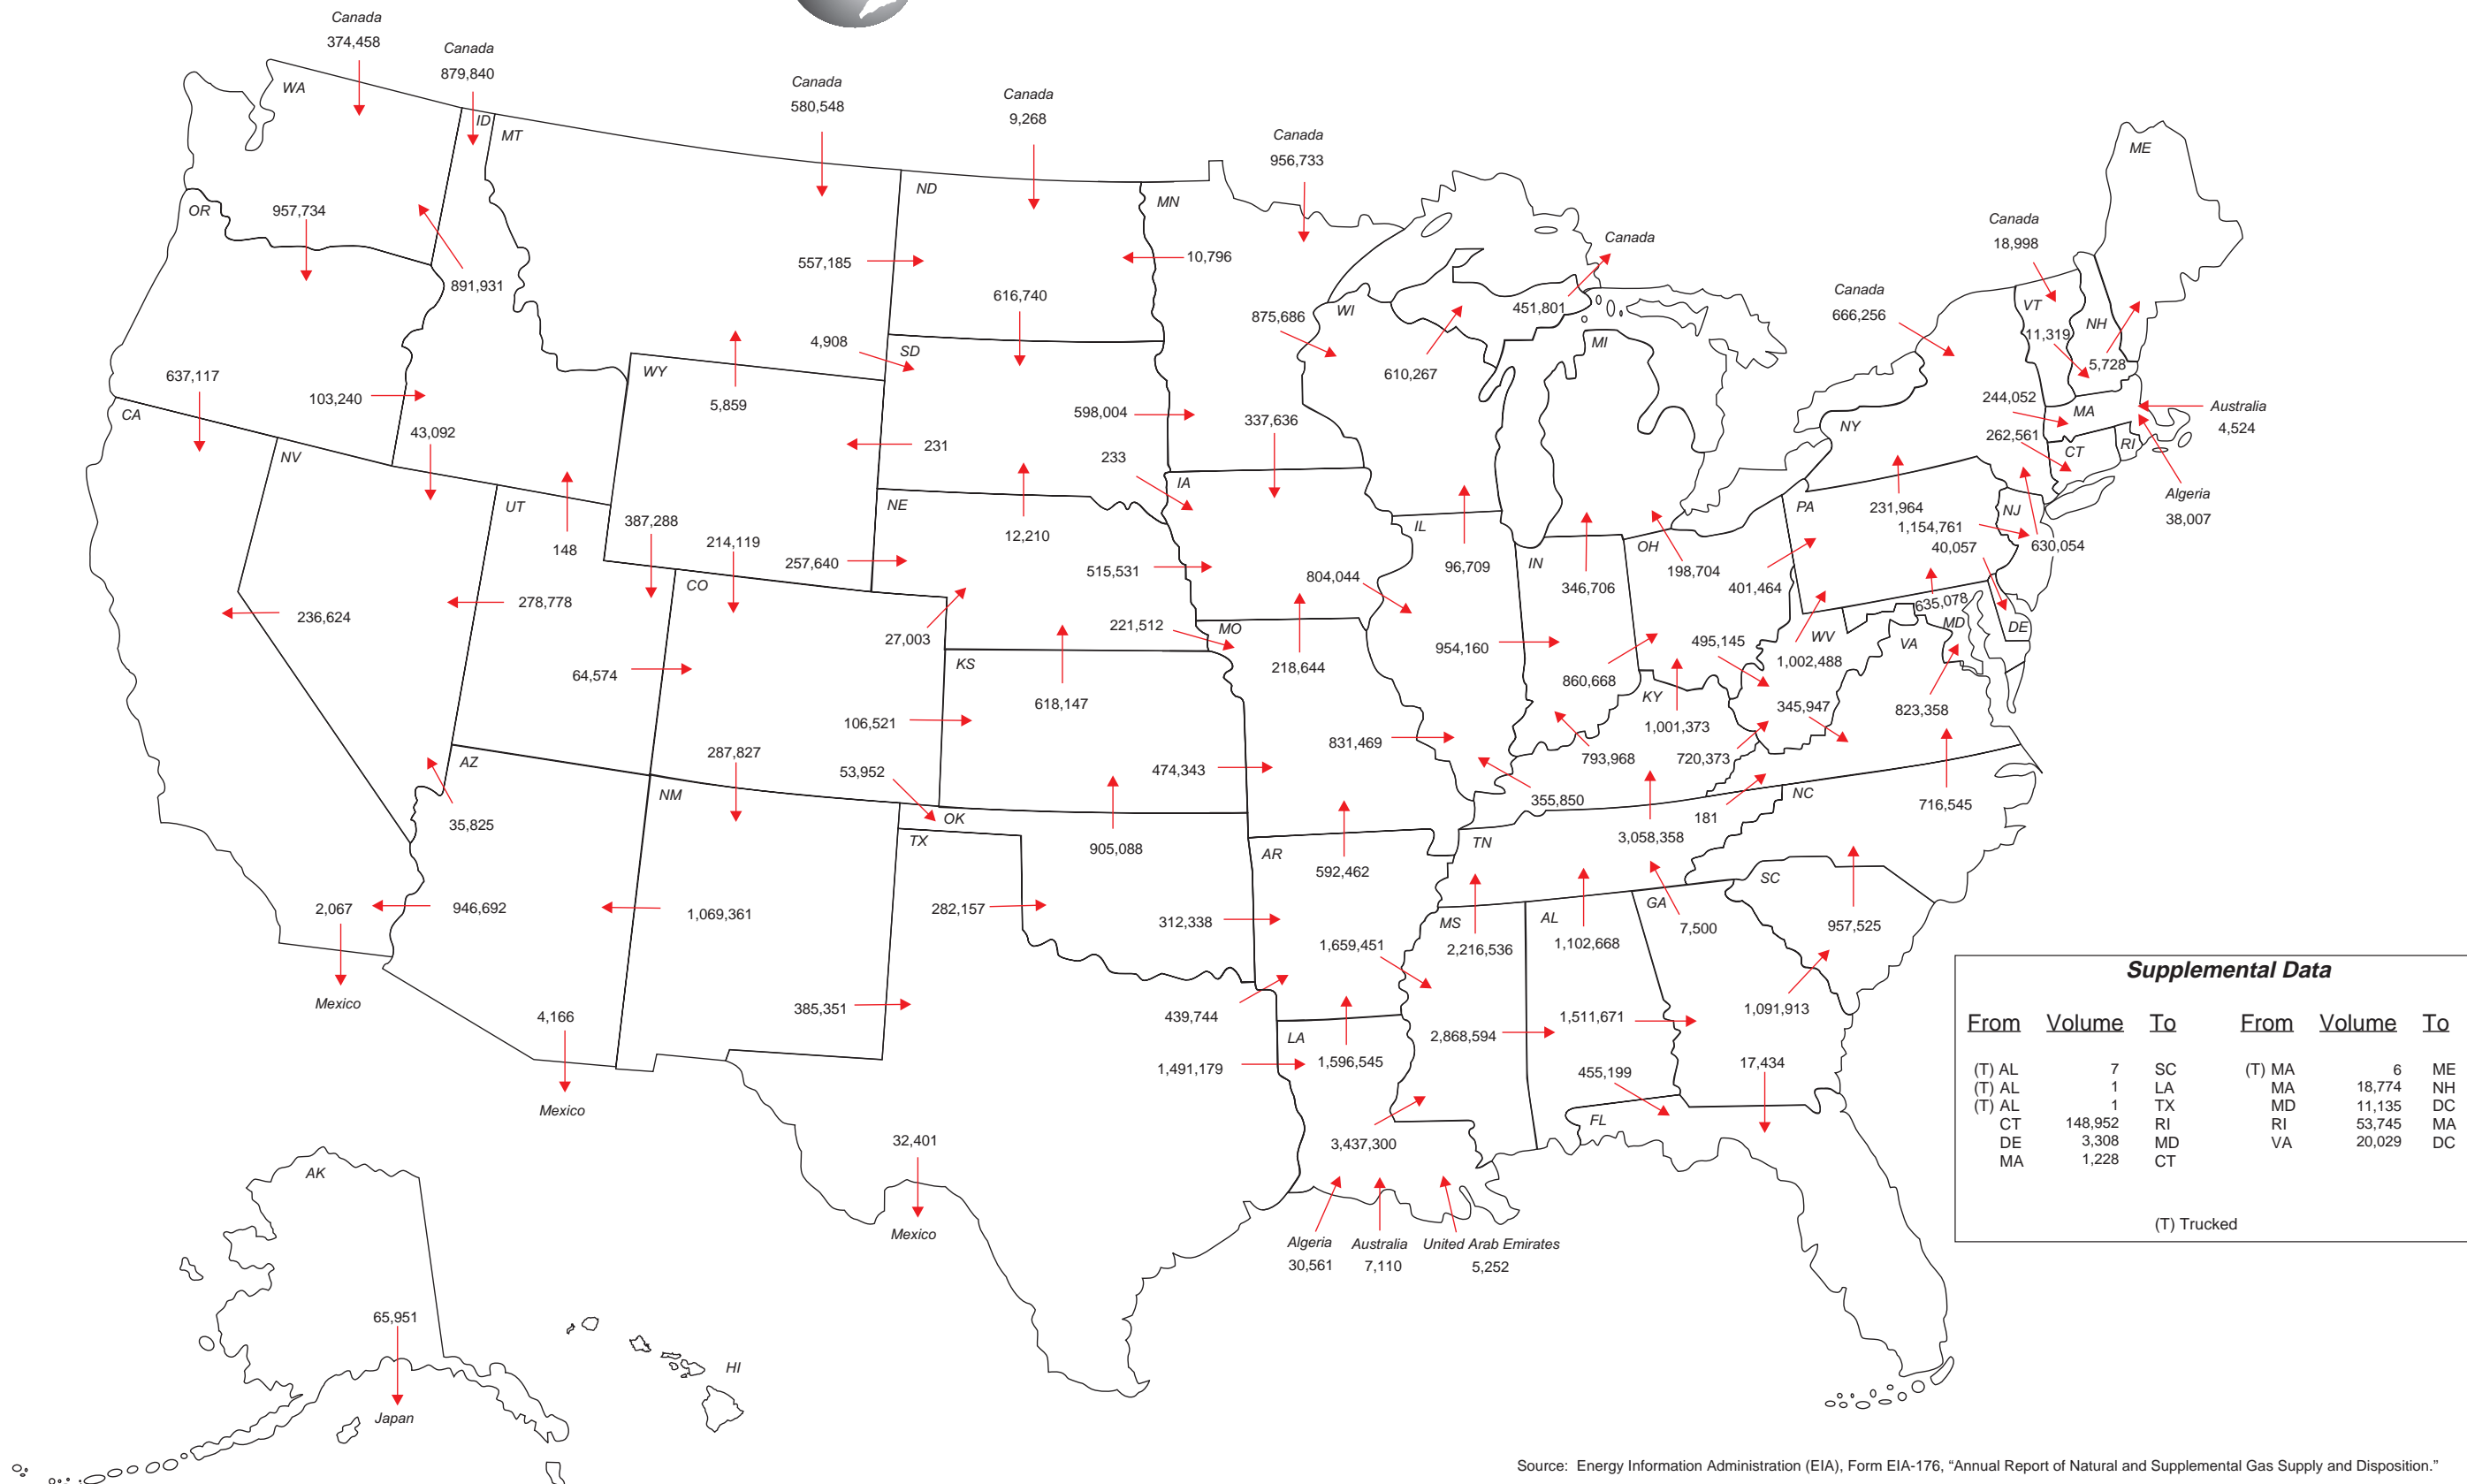 Canada
374,458
Canada
879,840
Canada
580,548
Canada
9,268
Canada
956,733
Canada
Canada
18,998
Canada
666,256
WA
ID
MT
ND
MN
ME
OR
957,734
891,931
557,185
10,796
616,740
875,686
WI
451,801
VT
11,319
NH
5,728
4,908
SD
610,267
MI
637,117
103,240
WY
5,859
CA
43,092
598,004
337,636
244,052
MA
Australia
4,524
NY
262,561
CT
RI
NV
231
233
IA
UT
387,288
NE
12,210
IL
PA
231,964
NJ
Algeria
38,007
148
214,119
257,640
96,709
IN
OH
1,154,761
40,057
630,054
CO
515,531
804,044
346,706
198,704
401,464
236,624
278,778
27,003
221,512
MO
635,078
MD
DE
WV
VA
KS
64,574
218,644
954,160
495,145
1,002,488
860,668
KY
618,147
106,521
1,001,373
345,947
823,358
287,827
831,469
793,968
720,373
AZ
53,952
474,343
NM
355,850
NC
716,545
35,825
OK
181
TX
905,088
AR
TN
3,058,358
592,462
SC
2,067
946,692
1,069,361
282,157
312,338
MS
AL
GA
7,500
957,525
1,659,451
2,216,536
1,102,668
Mexico
4,166
385,351
439,744
1,511,671
1,091,913
LA
2,868,594
1,491,179
1,596,545
455,199
17,434
Mexico
FL
32,401
3,437,300
Mexico
Algeria
30,561
Australia
7,110
United Arab Emirates
5,252
AK
65,951
Japan
HI
Supplemental Data
From Volume To From Volume To
(T) AL 7 SC (T) MA 6 ME
(T) AL 1 LA MA 18,774 NH
(T) AL 1 TX MD 11,135 DC
CT 148,952 RI RI 53,745 MA
DE 3,308 MD VA 20,029 DC
MA 1,228 CT
(T) Trucked
Source: Energy Information Administration (EIA), Form EIA-176, “Annual Report of Natural and Supplemental Gas Supply and Disposition.”